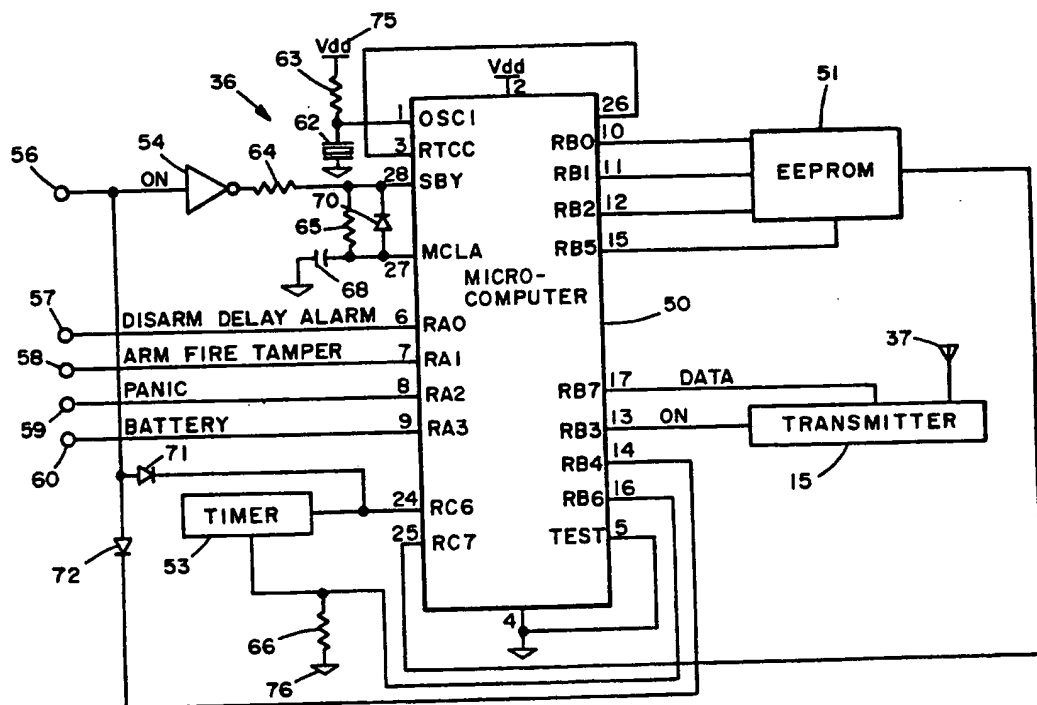 75
Vdd
63
36
Vdd
2
51
26
1
OSC1
62
3
RTCC
RB0
10
EEPROM
54
64
56
ON
28
SBY
RB1
11
70
65
RB2
12
27
MCLA
RB5
15
68
MICRO-
COMPUTER
57
DISARM DELAY ALARM
6
RA0
50
58
ARM FIRE TAMPER
7
RA1
37
PANIC
8
RA2
RB7
17
DATA
59
BATTERY
9
RA3
RB3
13
ON
TRANSMITTER
60
71
RB4
14
15
24
RC6
RB6
16
TIMER
25
RC7
TEST
5
72
53
4
66
76